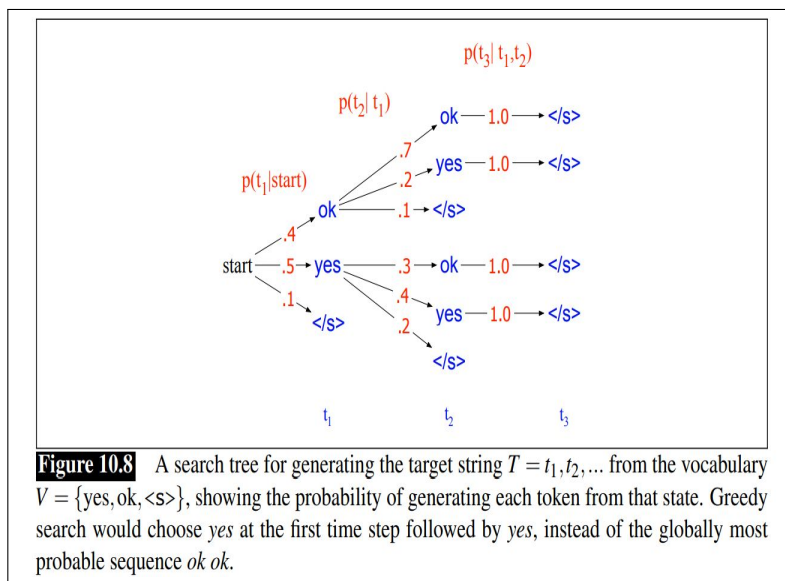 p(t₃| t₁,t₂)
p(t₂| t₁)
ok 1.0 </s>
.7
yes 1.0 </s>
.2
p(t₁|start)
ok .1 </s>
.4
start .5 yes .3 ok 1.0 </s>
.1 .4
</s> yes 1.0 </s>
.2
</s>
t₁ t₂ t₃
Figure 10.8 A search tree for generating the target string T = t₁,t₂,... from the vocabulary
V = {yes,ok,<s>}, showing the probability of generating each token from that state. Greedy
search would choose yes at the first time step followed by yes, instead of the globally most
probable sequence ok ok.